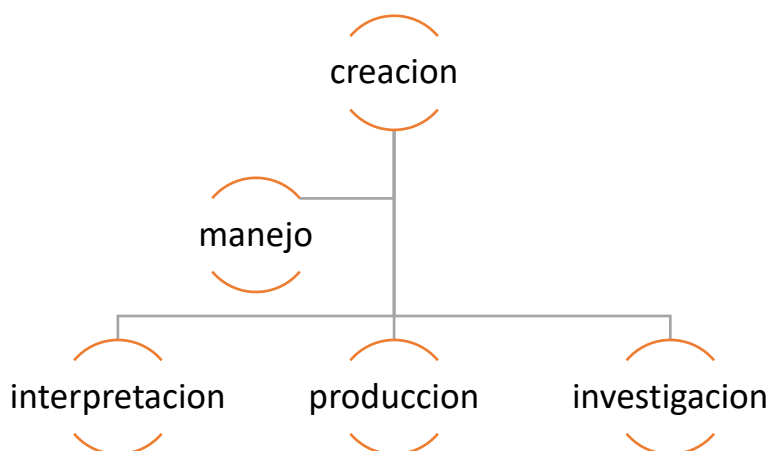 creacion
manejo
interpretacion
produccion
investigacion